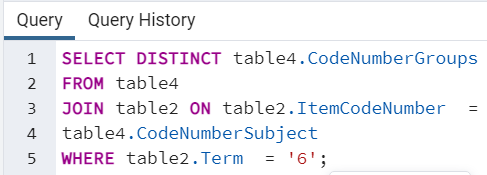 Query Query History
1 SELECT DISTINCT table4.CodeNumberGroups
2 FROM table4
3 JOIN table2 ON table2.ItemCodeNumber =
4 table4.CodeNumberSubject
5 WHERE table2.Term = '6';